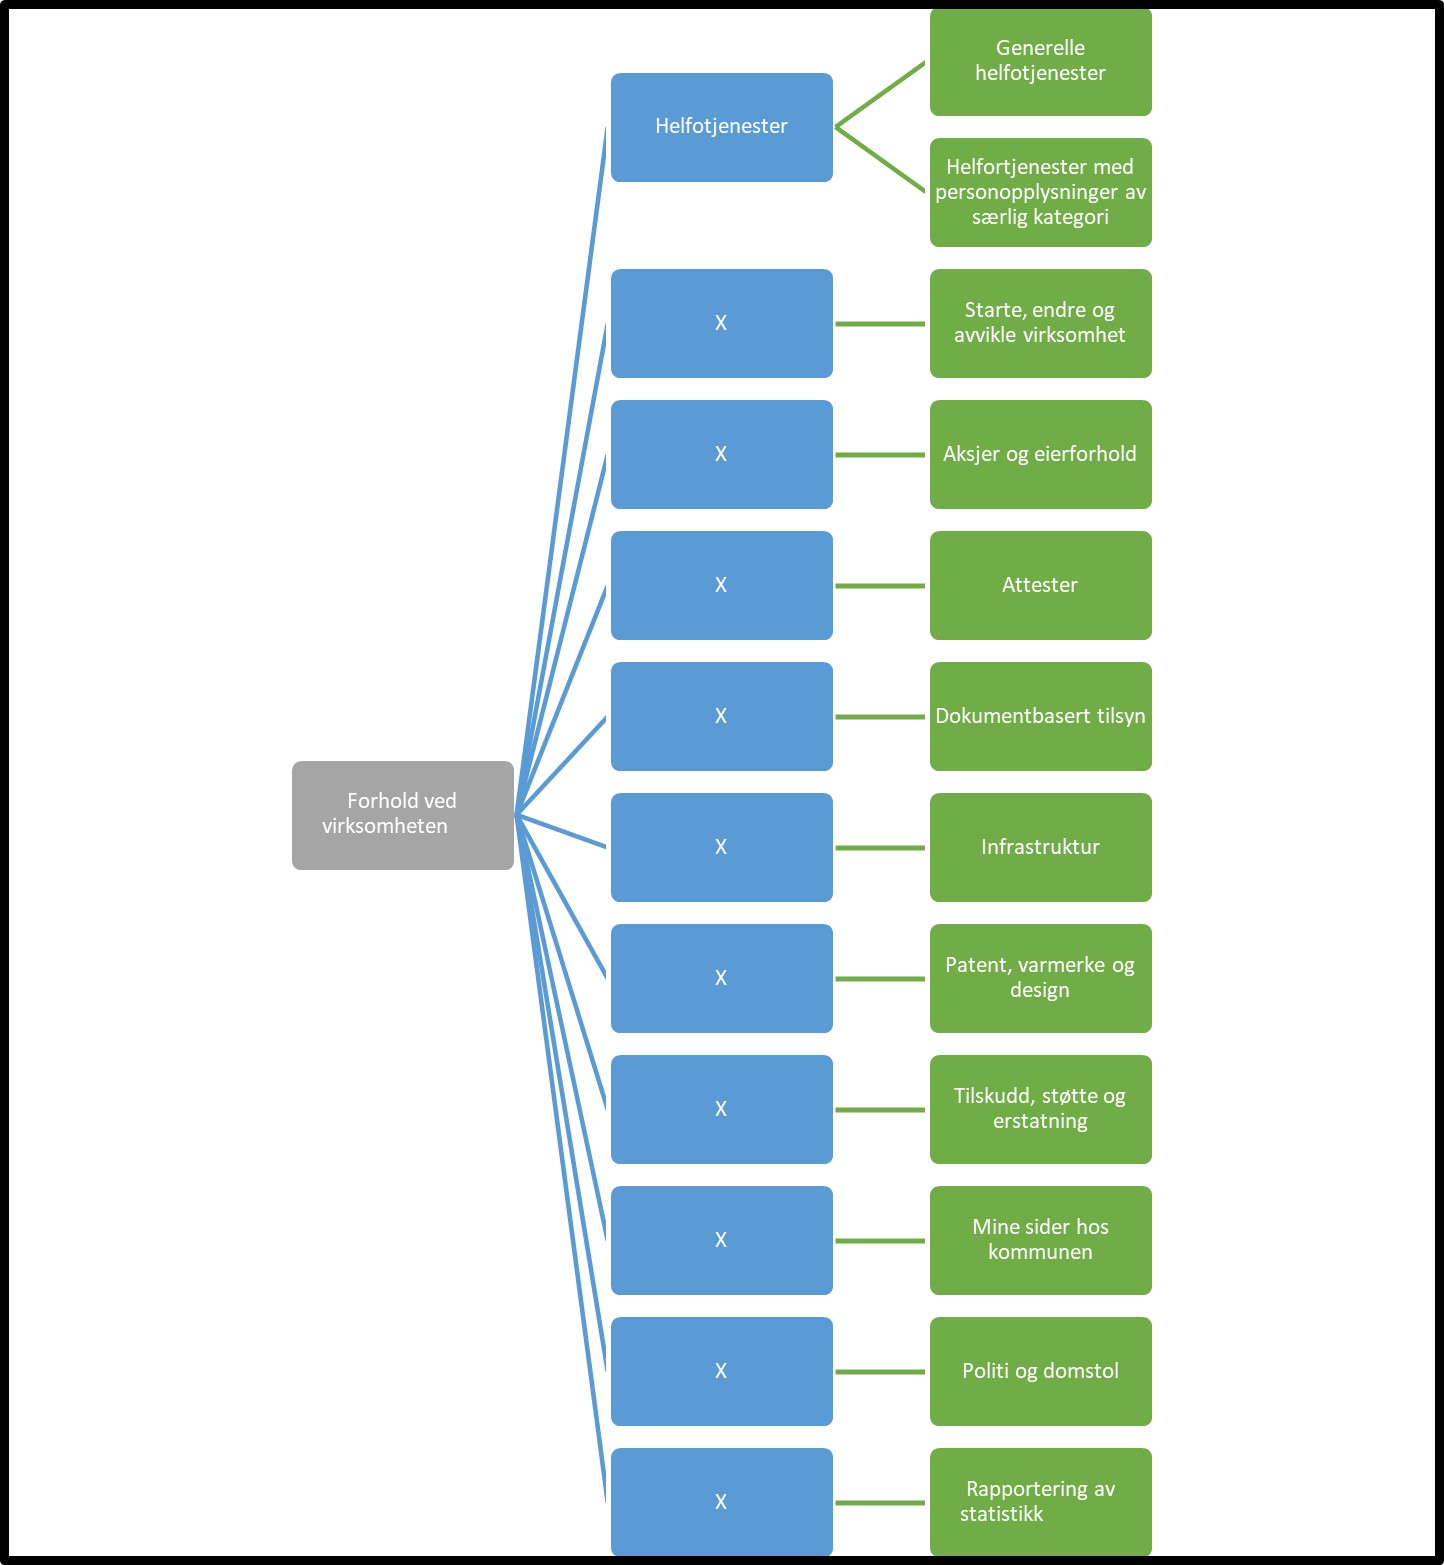 Generelle
helfotjenester
Helfotjenester
Helfortjenester med
personopplysninger av
særlig kategori
X
Starte, endre og
avvikle virksomhet
X
Aksjer og eierforhold
X
Attester
X
Dokumentbasert tilsyn
Forhold ved
virksomheten
X
Infrastruktur
X
Patent, varmerke og
design
X
Tilskudd, støtte og
erstatning
X
Mine sider hos
kommunen
X
Politi og domstol
X
Rapportering av
statistikk